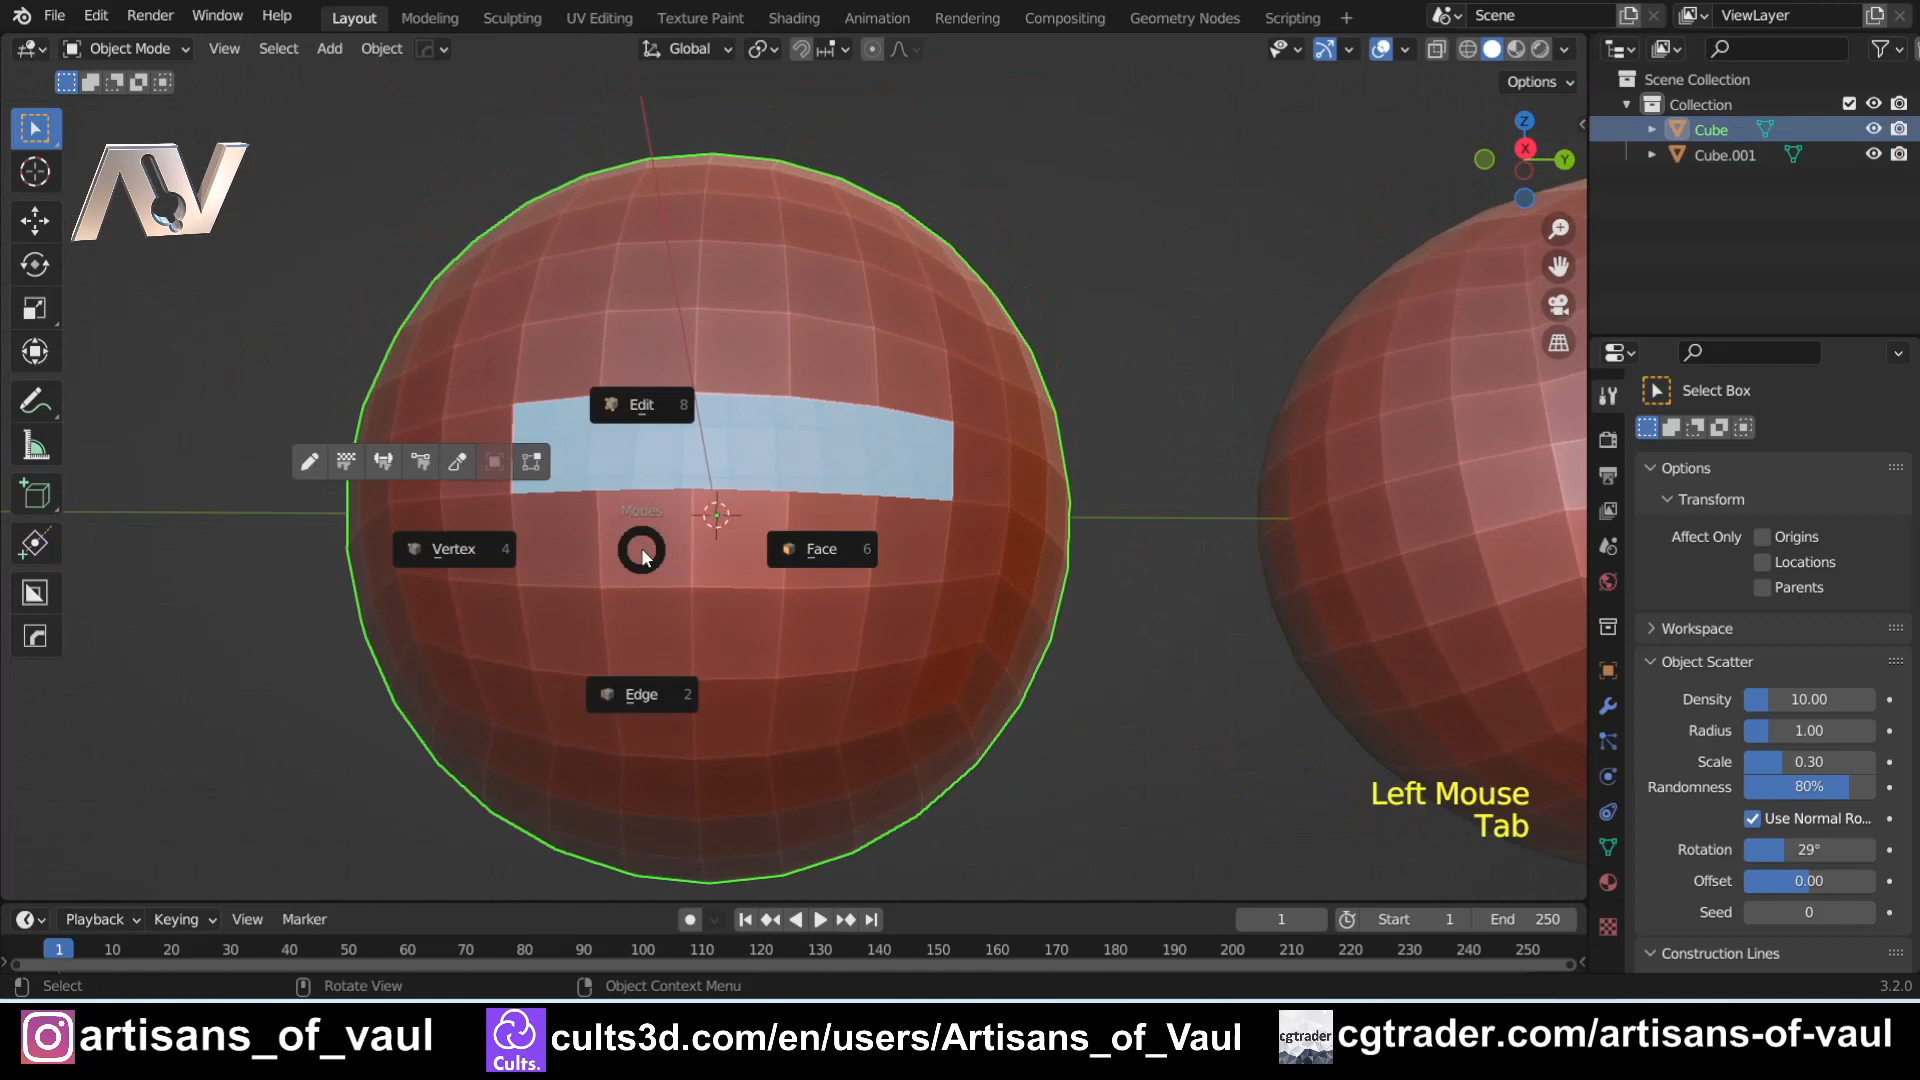 File Edit Render Window Help Layout Modeling Sculpting UV Editing Texture Paint Shading Animation Rendering Compositing Geometry Nodes Scripting + Scene ViewLayer
Object Mode View Select Add Object Global
Options
Scene Collection
Collection
Cube
Cube.001
Z
X
Y
AV
Edit 8
Modes
Vertex 4
Face 6
Edge 2
Left Mouse
Tab
Select Box
Options
Transform
Affect Only Origins
Locations
Parents
Workspace
Object Scatter
Density 10.00
Radius 1.00
Scale 0.30
Randomness 80%
Use Normal Ro...
Rotation 29°
Offset 0.00
Seed 0
Construction Lines
Playback Keying View Marker 1 Start 1 End 250
1 10 20 30 40 50 60 70 80 90 100 110 120 130 140 150 160 170 180 190 200 210 220 230 240 250
Select Rotate View Object Context Menu 3.2.0
artisans_of_vaul Cults. cults3d.com/en/users/Artisans_of_Vaul cgtrader cgtrader.com/artisans-of-vaul